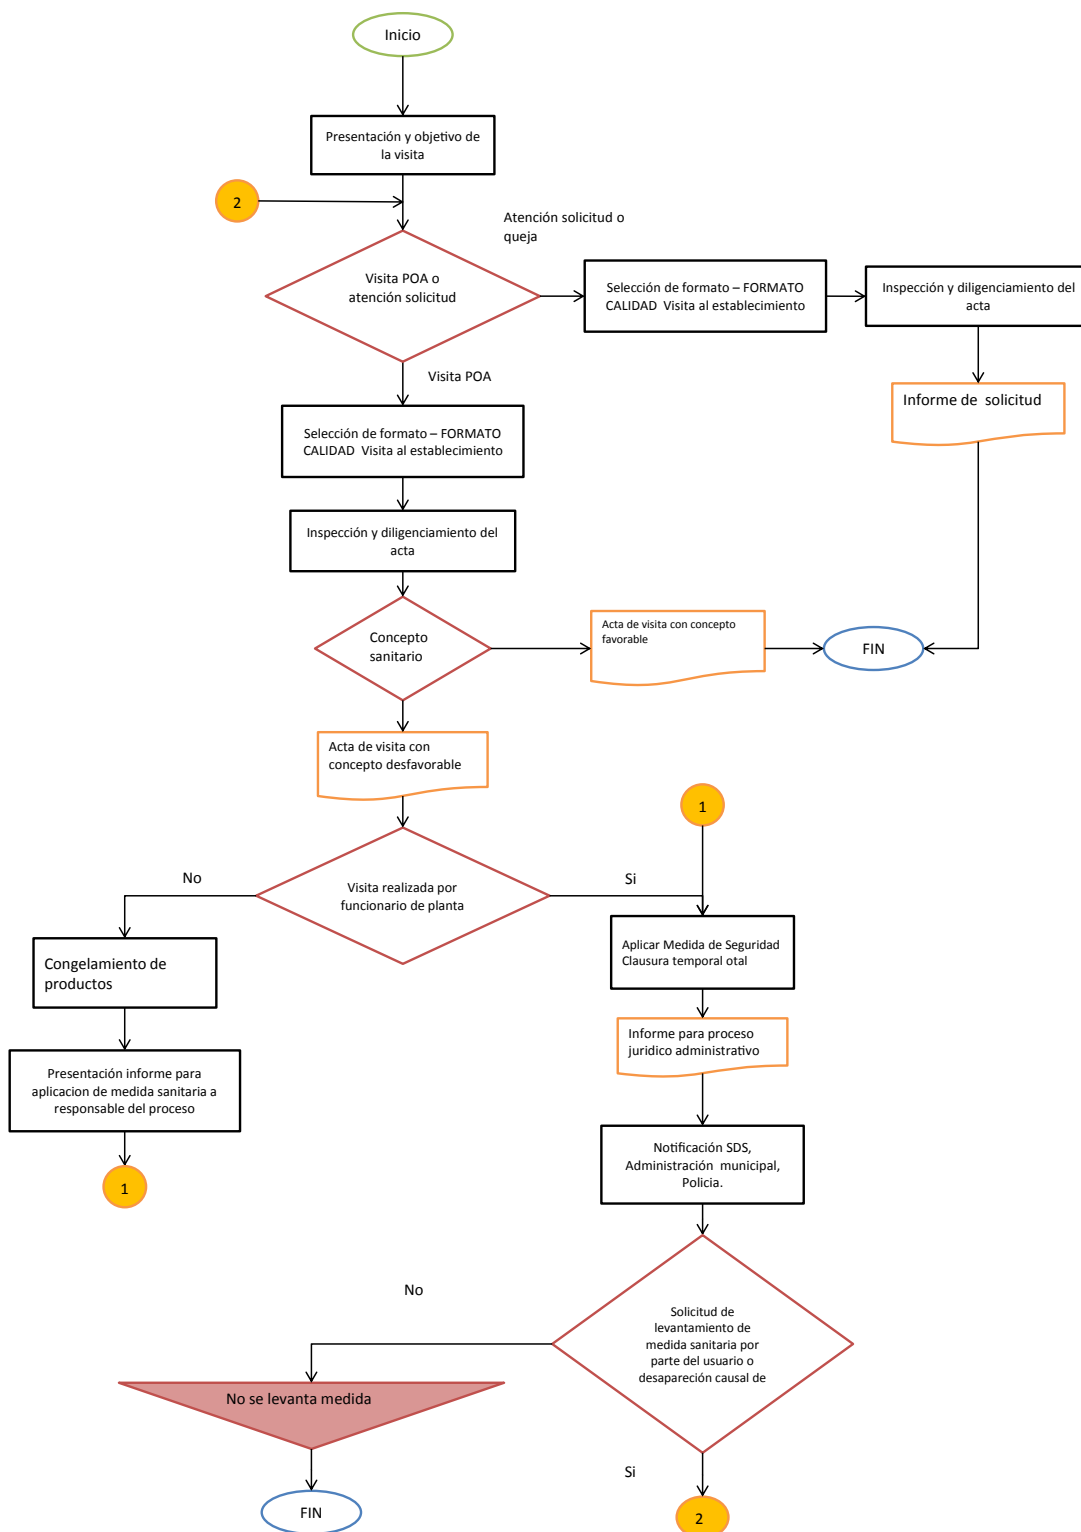 Inicio
Presentación y objetivo de
la visita
2
Atención solicitud o
queja
Visita POA o
atención solicitud
Selección de formato – FORMATO
CALIDAD Visita al establecimiento
Inspección y diligenciamiento del
acta
Visita POA
Informe de solicitud
Selección de formato – FORMATO
CALIDAD Visita al establecimiento
Inspección y diligenciamiento del
acta
Concepto
sanitario
Acta de visita con concepto
favorable
FIN
Acta de visita con
concepto desfavorable
1
No
Visita realizada por
funcionario de planta
Si
Congelamiento de
productos
Aplicar Medida de Seguridad
Clausura temporal otal
Informe para proceso
juridico administrativo
Presentación informe para
aplicacion de medida sanitaria a
responsable del proceso
Notificación SDS,
Administración municipal,
Policia.
1
No
Solicitud de
levantamiento de
medida sanitaria por
parte del usuario o
desapareción causal de
No se levanta medida
Si
FIN
2